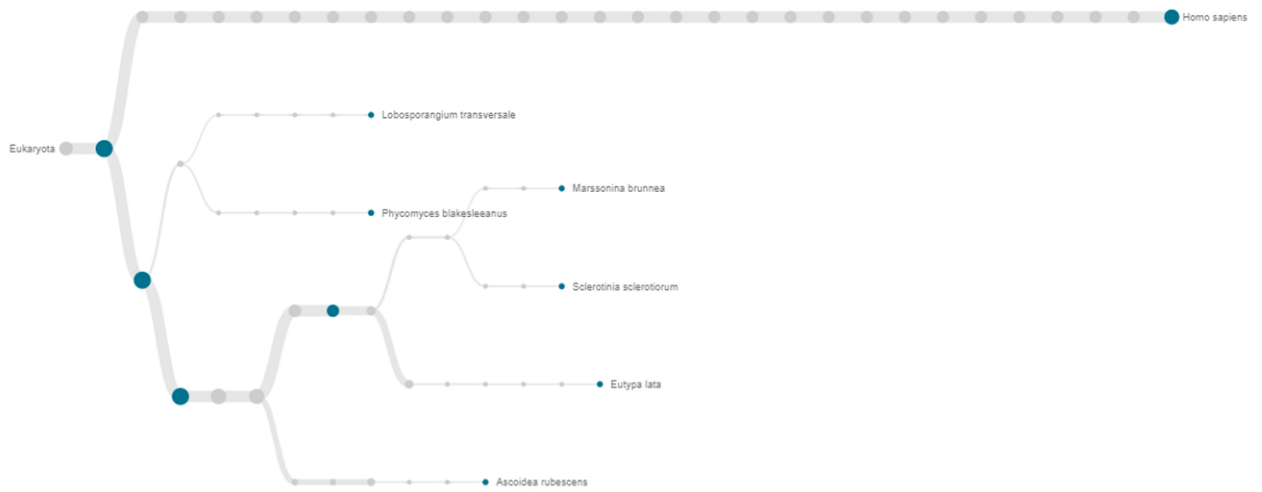 Homo sapiens
Lobosporangium transversale
Eukaryota
Marssonina brunnea
Phycomyces blakesleeanus
Sclerotinia sclerotiorum
Eutypa lata
Ascoidea rubescens